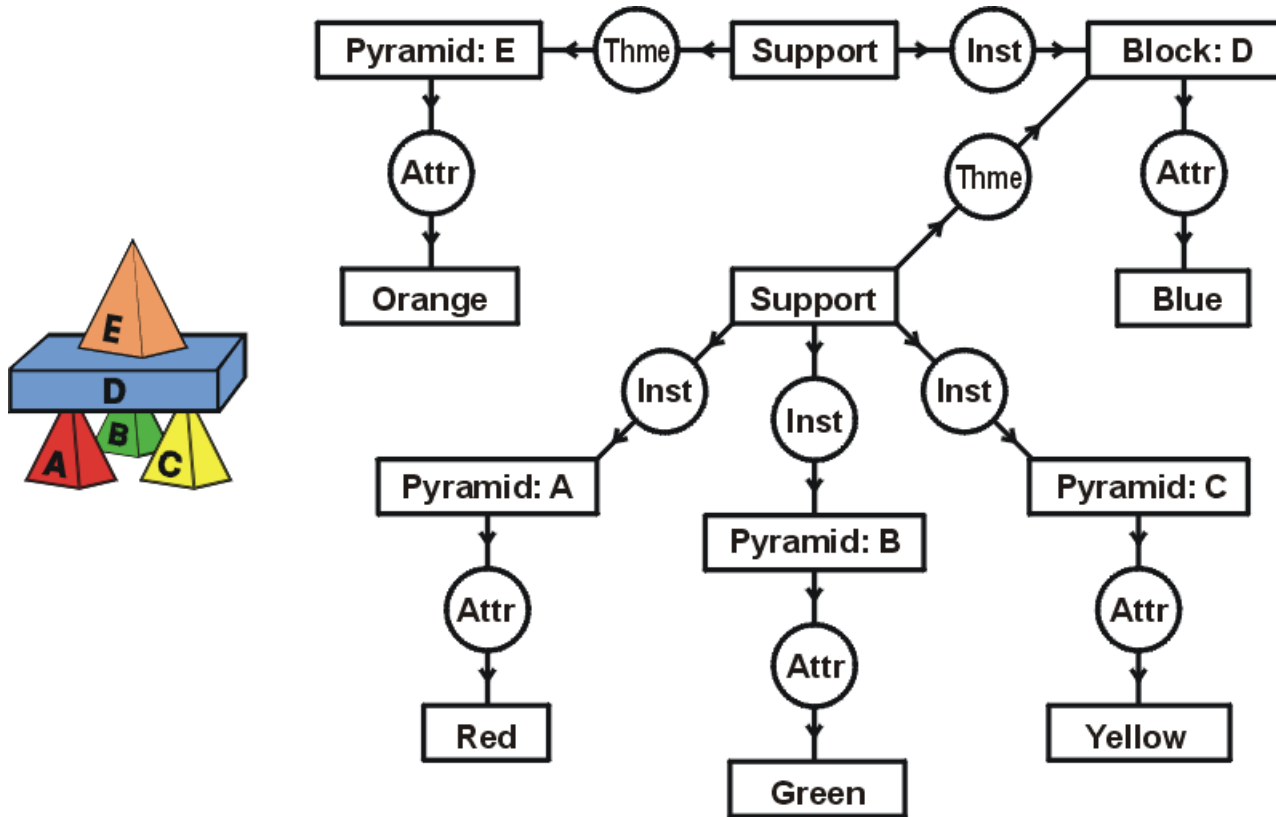 Pyramid: E
Thme
Support
Inst
Block: D
Attr
Thme
Attr
Orange
Support
Blue
E
D
A
B
C
Inst
Inst
Inst
Pyramid: A
Pyramid: B
Pyramid: C
Attr
Attr
Attr
Red
Green
Yellow